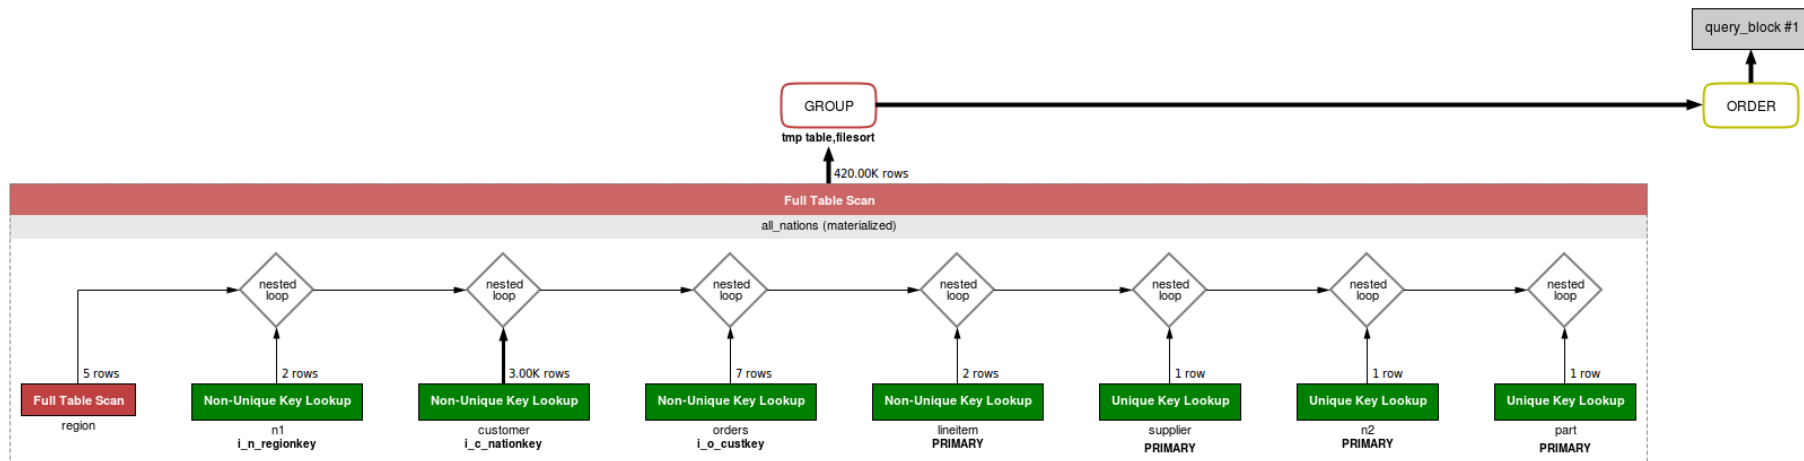 query_block #1
GROUP
ORDER
tmp table,filesort
420.00K rows
Full Table Scan
all_nations (materialized)
nested
loop
nested
loop
nested
loop
nested
loop
nested
loop
nested
loop
nested
loop
5 rows
2 rows
3.00K rows
7 rows
2 rows
1 row
1 row
1 row
Full Table Scan
Non-Unique Key Lookup
Non-Unique Key Lookup
Non-Unique Key Lookup
Non-Unique Key Lookup
Unique Key Lookup
Unique Key Lookup
Unique Key Lookup
region
n1
i_n_regionkey
customer
i_c_nationkey
orders
i_o_custkey
lineitem
PRIMARY
supplier
PRIMARY
n2
PRIMARY
part
PRIMARY